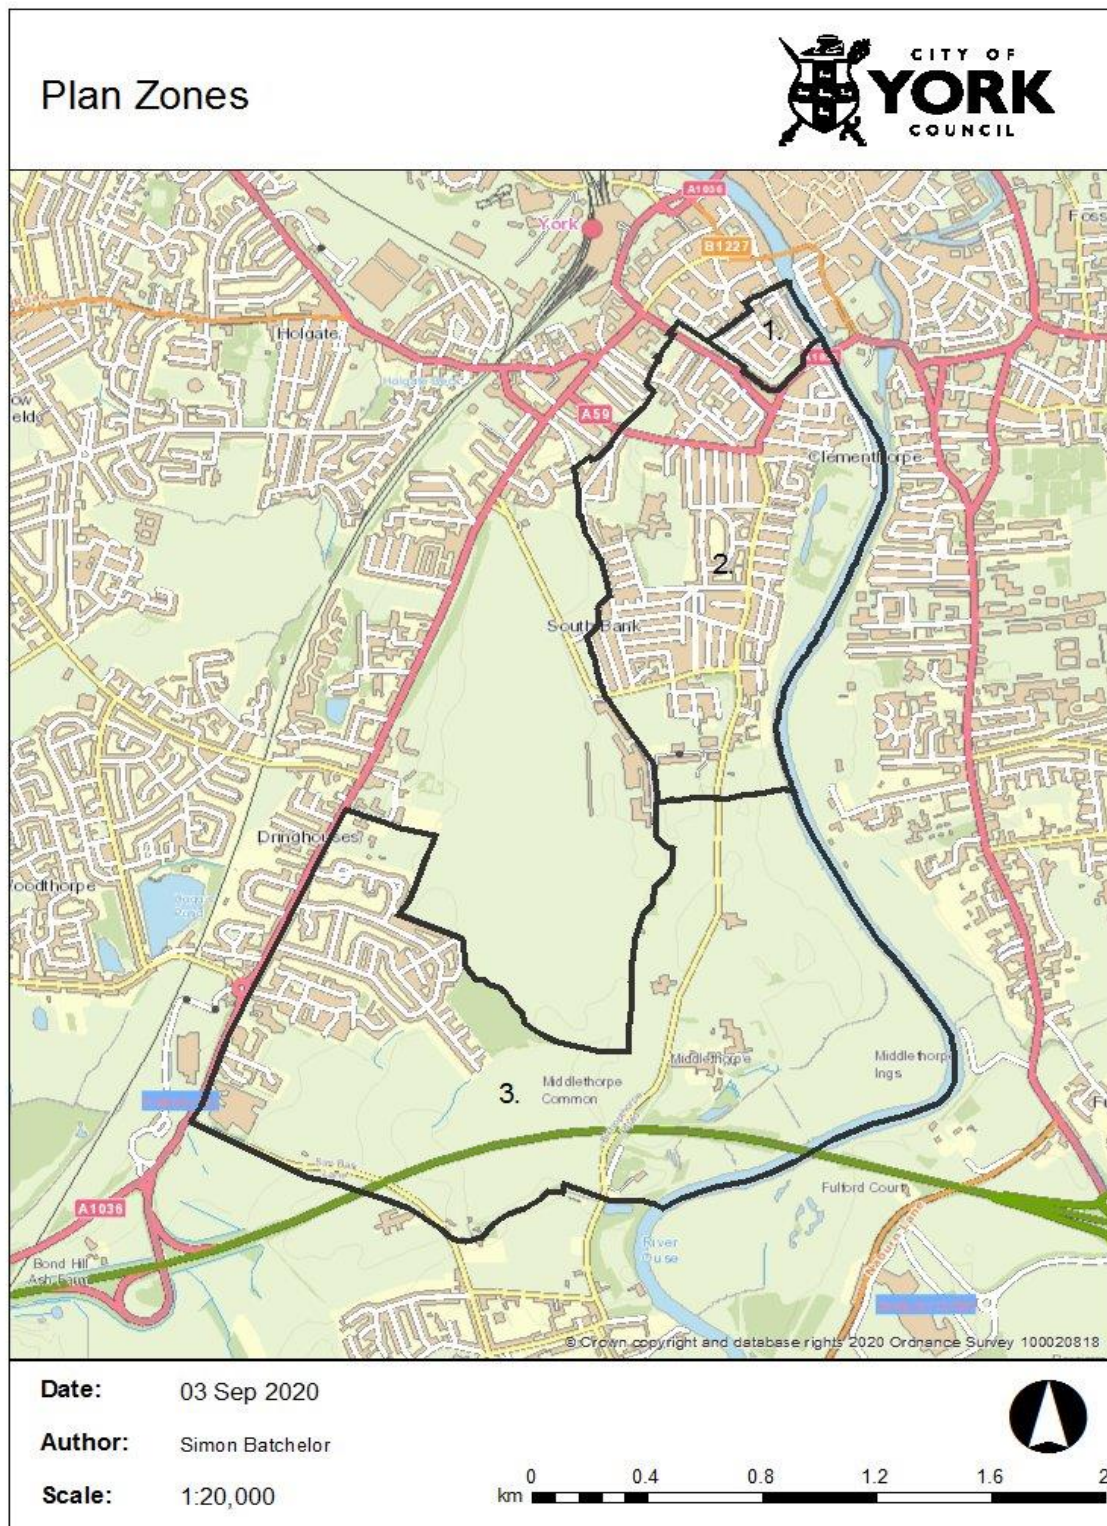 Plan Zones
CITY OF
YORK
COUNCIL
A1036
York
B1227
Foss
1.
Holgate
A59
Clementhorpe
2.
South Bank
Dringhouses
oodthorpe
Middlethorpe
Middlethorpe
Ings
3.
Middlethorpe
Common
Fulford Court
A1036
River
Ouse
Bond Hill
Ash Farm
© Crown copyright and database rights 2020 Ordnance Survey 100020818
Date: 03 Sep 2020
Author: Simon Batchelor
Scale: 1:20,000
0 0.4 0.8 1.2 1.6 2
km